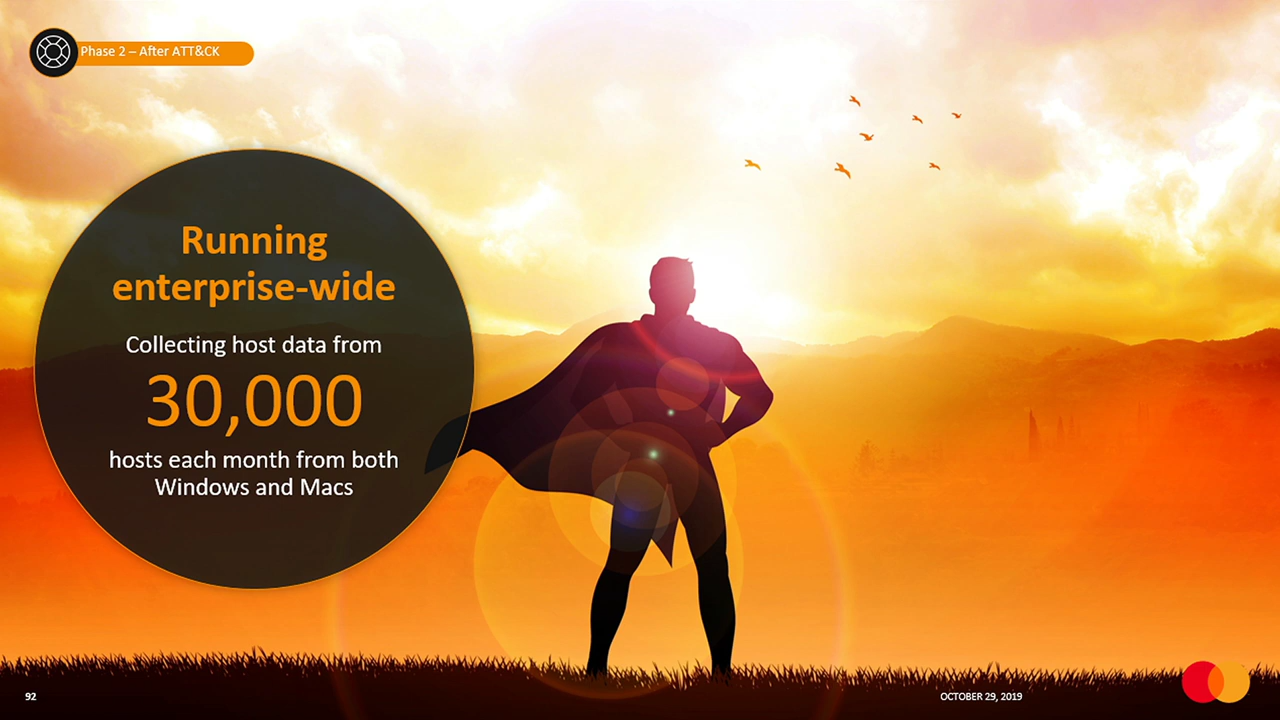 Phase 2 – After ATT&CK
Running
enterprise-wide
Collecting host data from
30,000
hosts each month from both
Windows and Macs
92
OCTOBER 29, 2019